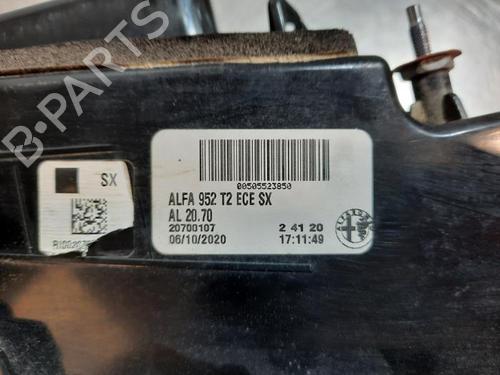 B-PARTS
SX
00505523850
ALFA 952 T2 ECE SX
AL 20.70
20700107 2 41 20
06/10/2020 17:11:49